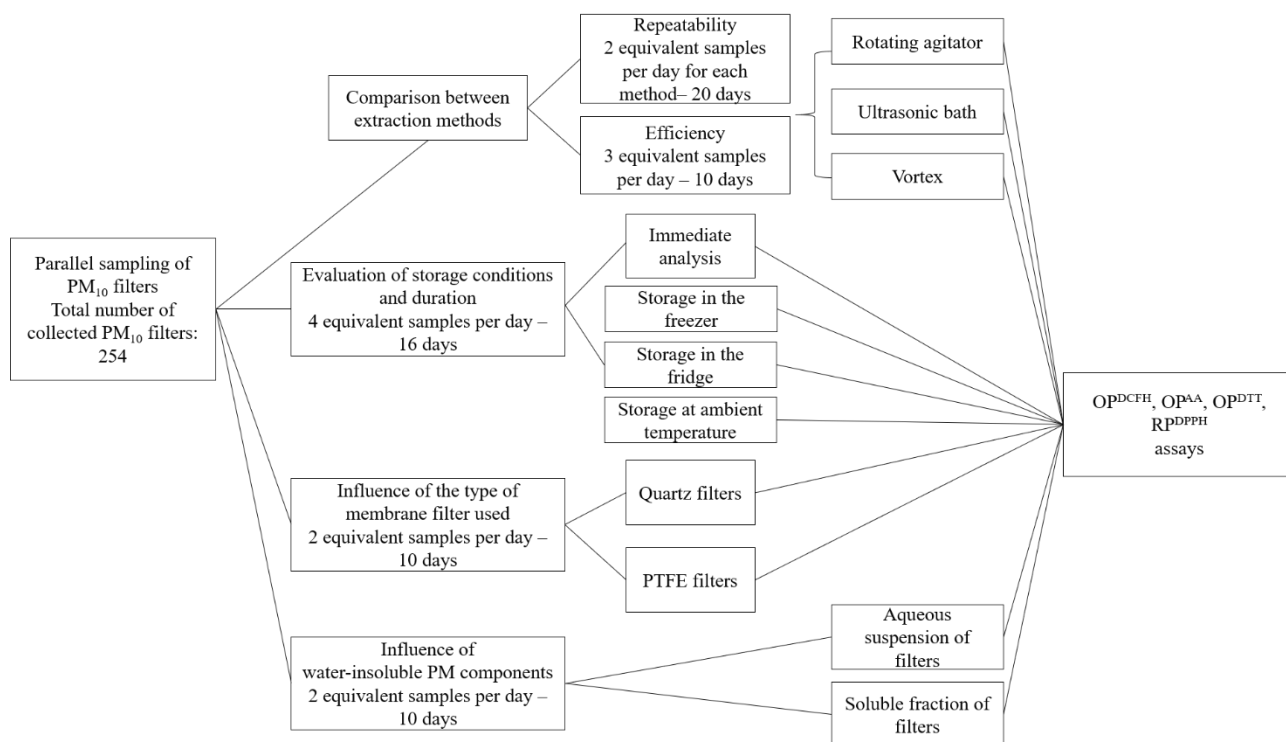 Parallel sampling of
PM₁₀ filters
Total number of
collected PM₁₀ filters:
254
Comparison between
extraction methods
Repeatability
2 equivalent samples
per day for each
method– 20 days
Efficiency
3 equivalent samples
per day – 10 days
Rotating agitator
Ultrasonic bath
Vortex
Evaluation of storage conditions
and duration
4 equivalent samples per day –
16 days
Immediate
analysis
Storage in the
freezer
Storage in the
fridge
Storage at ambient
temperature
Influence of the type of
membrane filter used
2 equivalent samples per day –
10 days
Quartz filters
PTFE filters
Influence of
water-insoluble PM components
2 equivalent samples per day –
10 days
Aqueous
suspension of
filters
Soluble fraction of
filters
OPᴰᶜᶠᴴ, OPᴬᴬ, OPᴰᵀᵀ,
RPᴰᴾᴾᴴ
assays